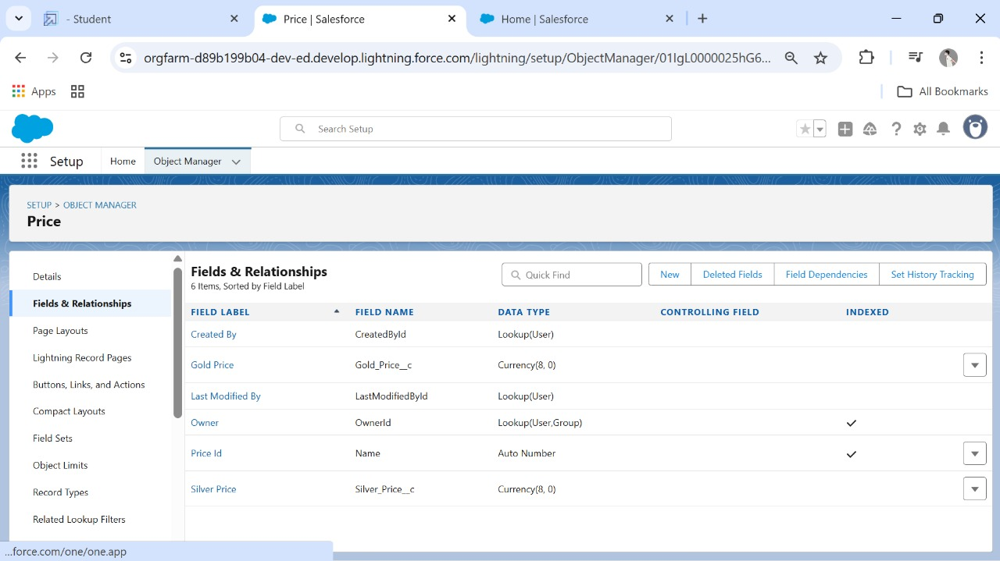 - Student
Price | Salesforce
Home | Salesforce
orgfarm-d89b199b04-dev-ed.develop.lightning.force.com/lightning/setup/ObjectManager/01IgL0000025hG6...
Apps
All Bookmarks
Search Setup
Setup
Home
Object Manager
SETUP > OBJECT MANAGER
Price
Details
Fields & Relationships
Page Layouts
Lightning Record Pages
Buttons, Links, and Actions
Compact Layouts
Field Sets
Object Limits
Record Types
Related Lookup Filters
Fields & Relationships
6 Items, Sorted by Field Label
Quick Find
New
Deleted Fields
Field Dependencies
Set History Tracking
FIELD LABEL FIELD NAME DATA TYPE CONTROLLING FIELD INDEXED
Created By CreatedById Lookup(User)
Gold Price Gold_Price__c Currency(8, 0)
Last Modified By LastModifiedById Lookup(User)
Owner OwnerId Lookup(User,Group)
Price Id Name Auto Number
Silver Price Silver_Price__c Currency(8, 0)
...force.com/one/one.app